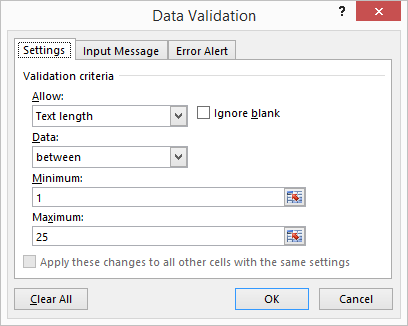 Data Validation
?
Settings
Input Message
Error Alert
Validation criteria
Allow:
Text length
Ignore blank
Data:
between
Minimum:
1
Maximum:
25
Apply these changes to all other cells with the same settings
Clear All
OK
Cancel